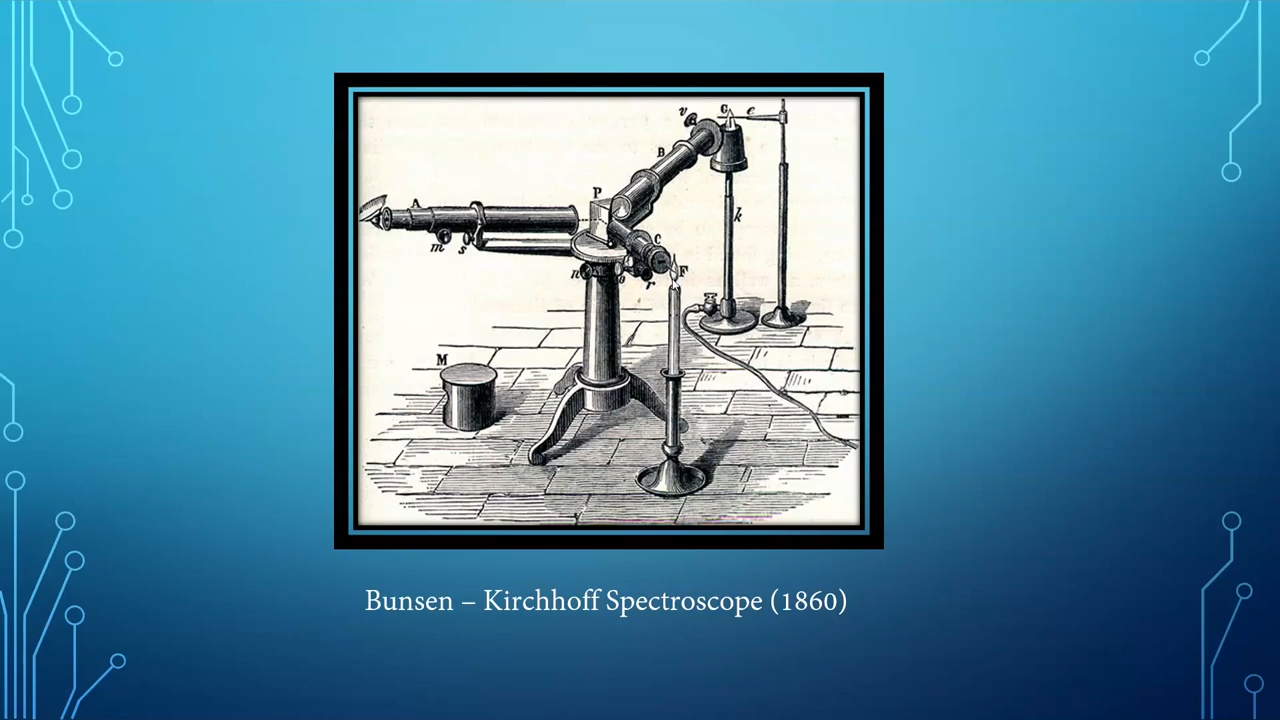 v G e
B
P
A
k
m s
C
n o r F
M
Bunsen – Kirchhoff Spectroscope (1860)